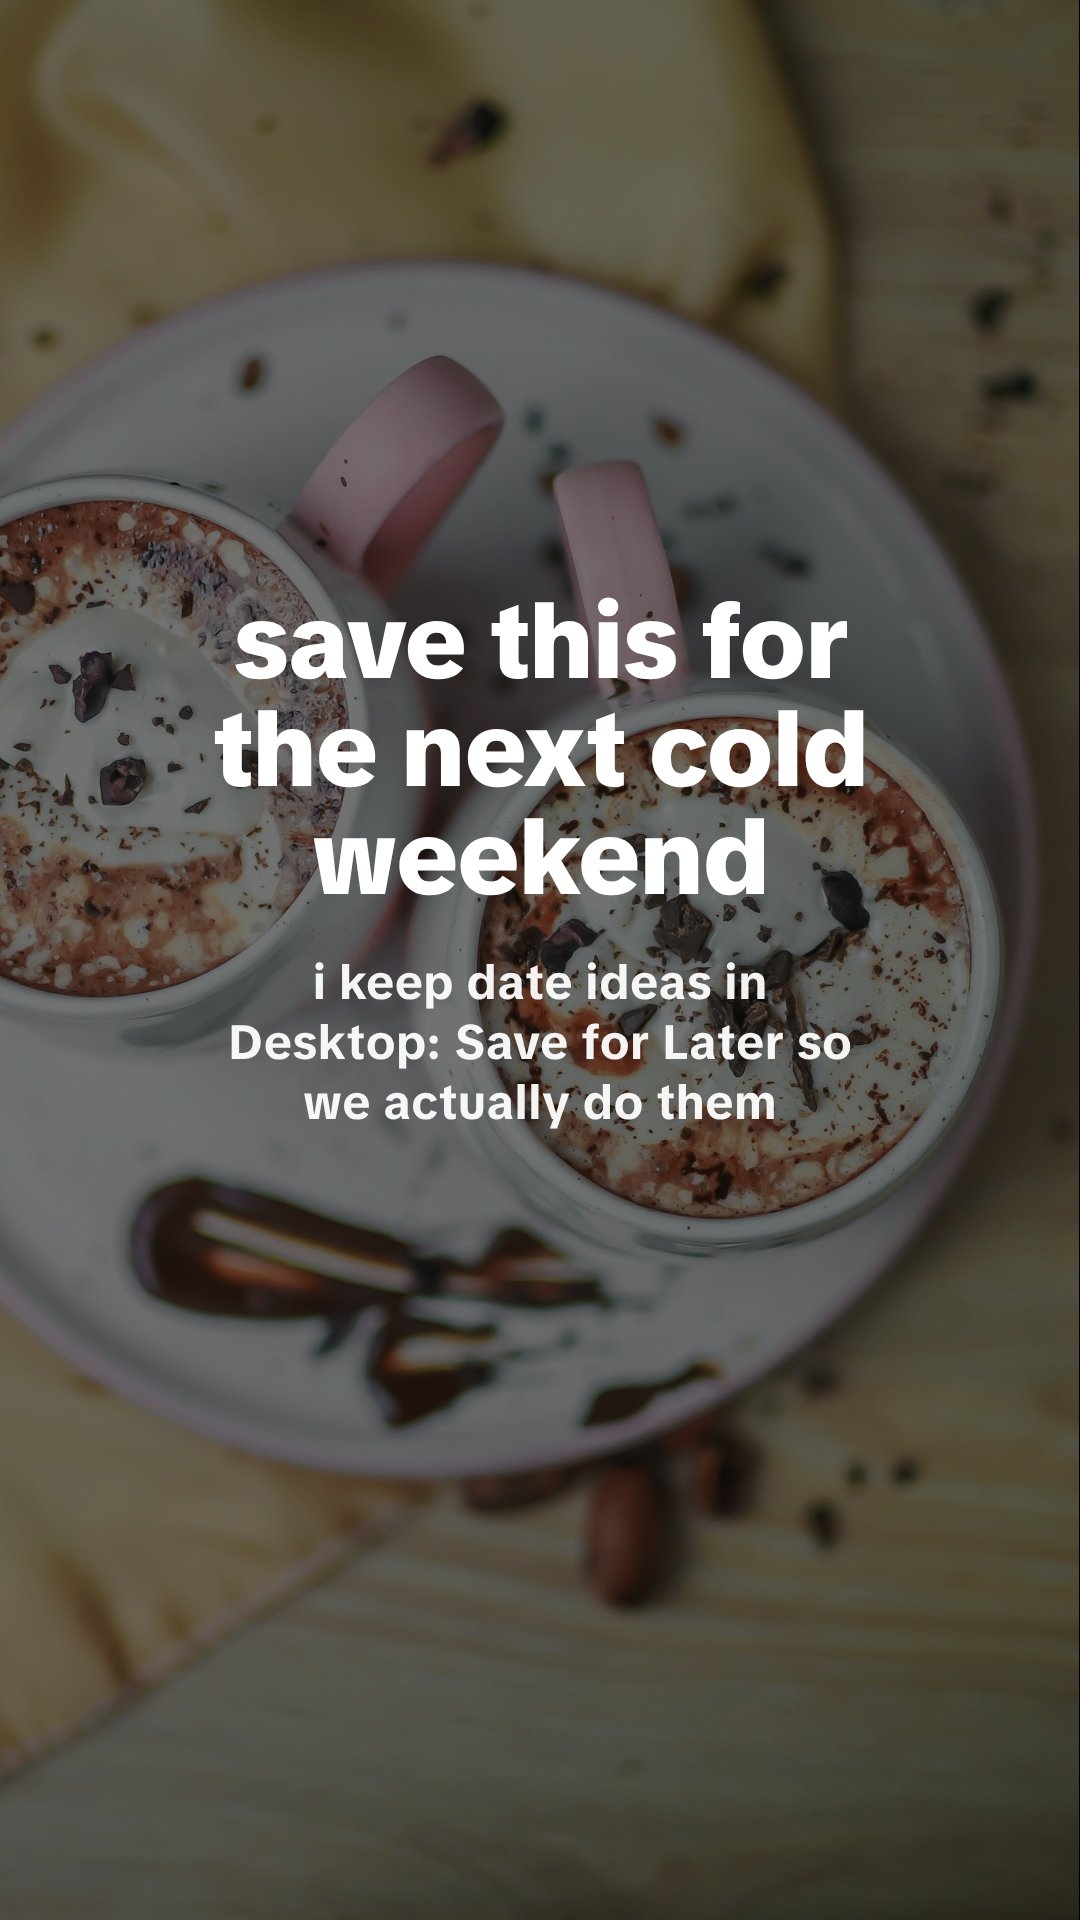 save this for
the next cold
weekend
i keep date ideas in
Desktop: Save for Later so
we actually do them